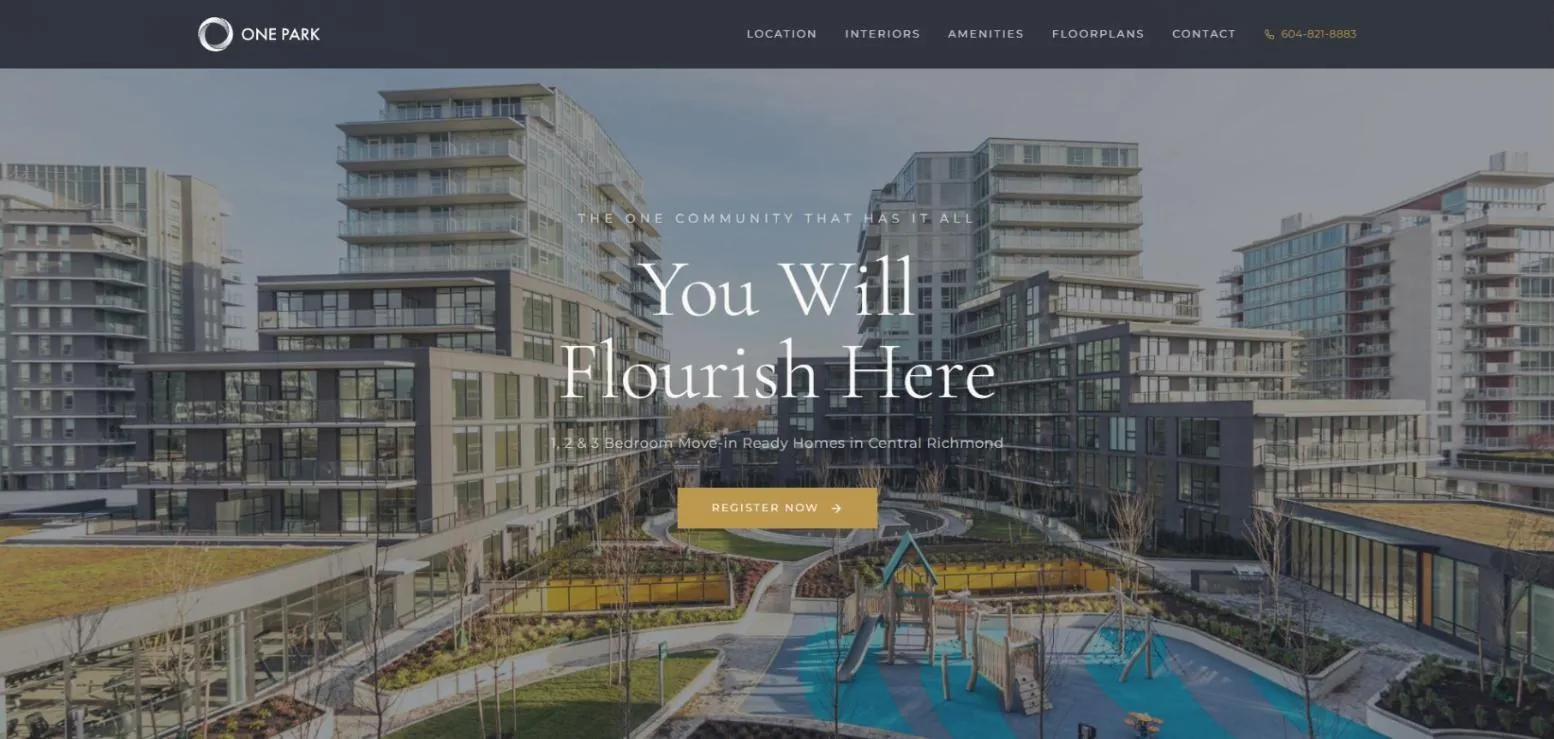 ONE PARK
LOCATION INTERIORS AMENITIES FLOORPLANS CONTACT 604-821-8883
THE ONE COMMUNITY THAT HAS IT ALL
You Will
Flourish Here
1, 2 & 3 Bedroom Move-in Ready Homes in Central Richmond
REGISTER NOW →